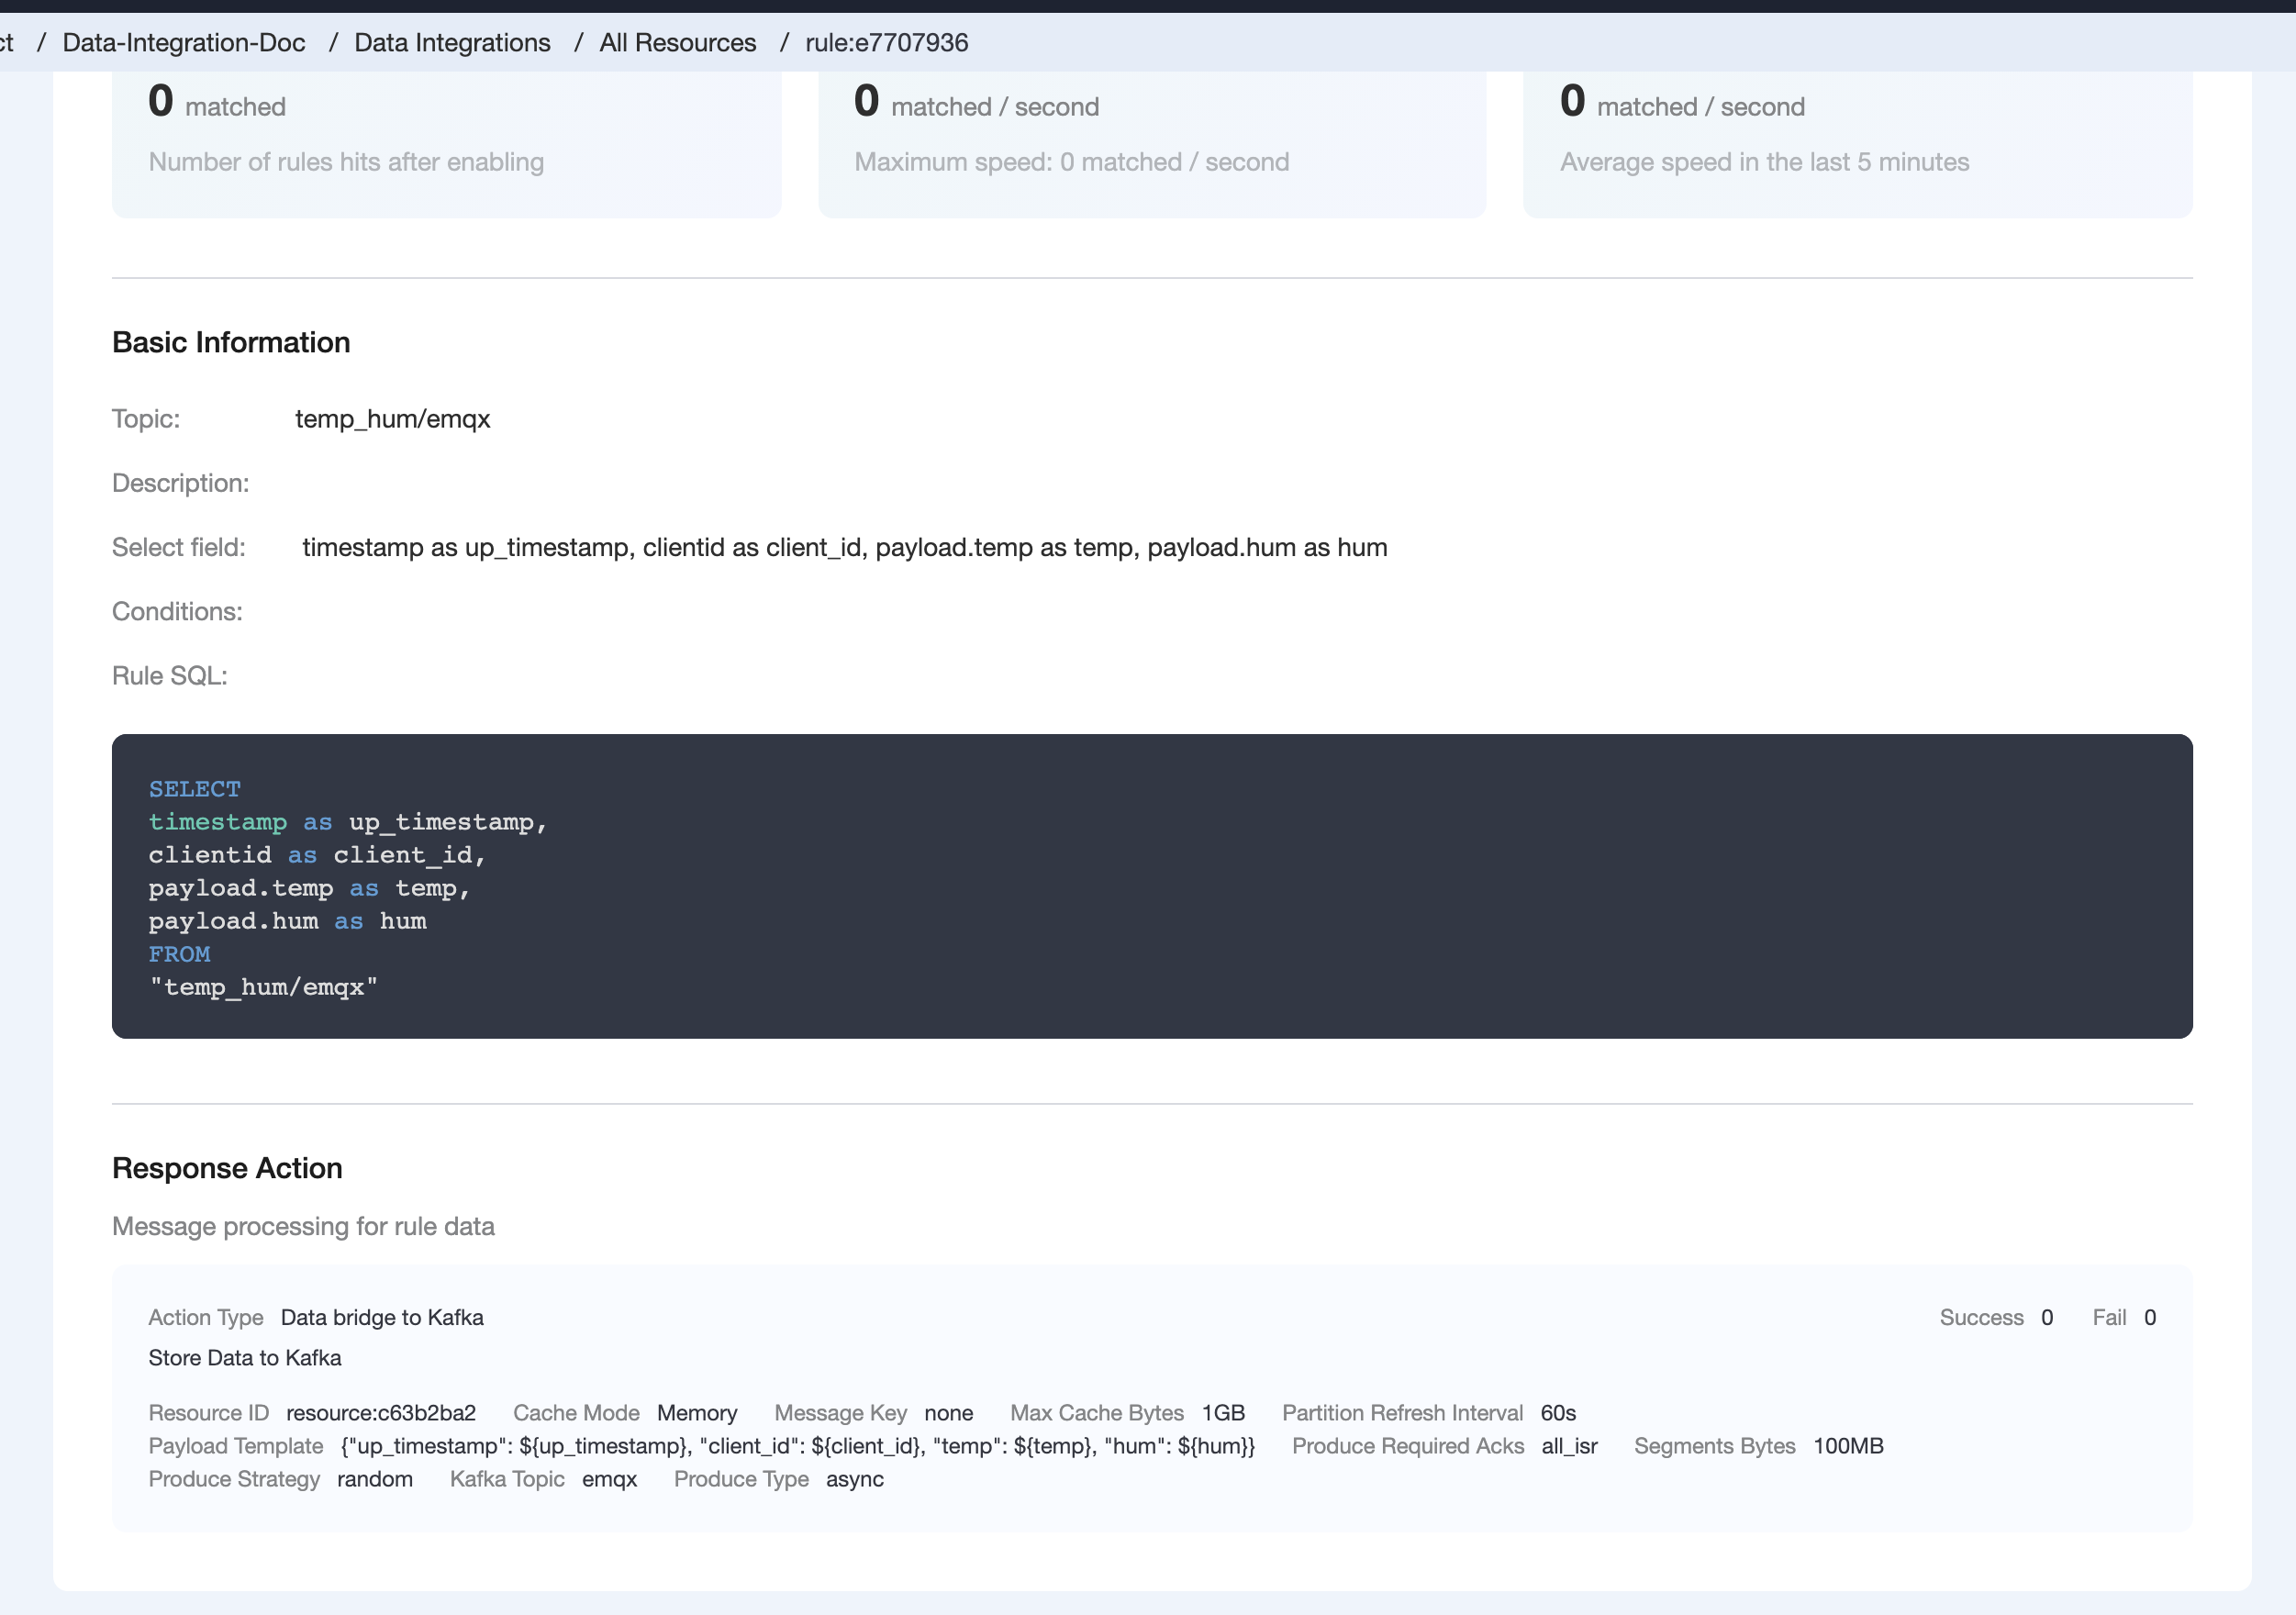 / Data-Integration-Doc / Data Integrations / All Resources / rule:e7707936
0 matched
Number of rules hits after enabling
0 matched / second
Maximum speed: 0 matched / second
0 matched / second
Average speed in the last 5 minutes
Basic Information
Topic: temp_hum/emqx
Description:
Select field: timestamp as up_timestamp, clientid as client_id, payload.temp as temp, payload.hum as hum
Conditions:
Rule SQL:
SELECT
timestamp as up_timestamp,
clientid as client_id,
payload.temp as temp,
payload.hum as hum
FROM
"temp_hum/emqx"
Response Action
Message processing for rule data
Action Type Data bridge to Kafka Success 0 Fail 0
Store Data to Kafka
Resource ID resource:c63b2ba2 Cache Mode Memory Message Key none Max Cache Bytes 1GB Partition Refresh Interval 60s
Payload Template {"up_timestamp": ${up_timestamp}, "client_id": ${client_id}, "temp": ${temp}, "hum": ${hum}} Produce Required Acks all_isr Segments Bytes 100MB
Produce Strategy random Kafka Topic emqx Produce Type async